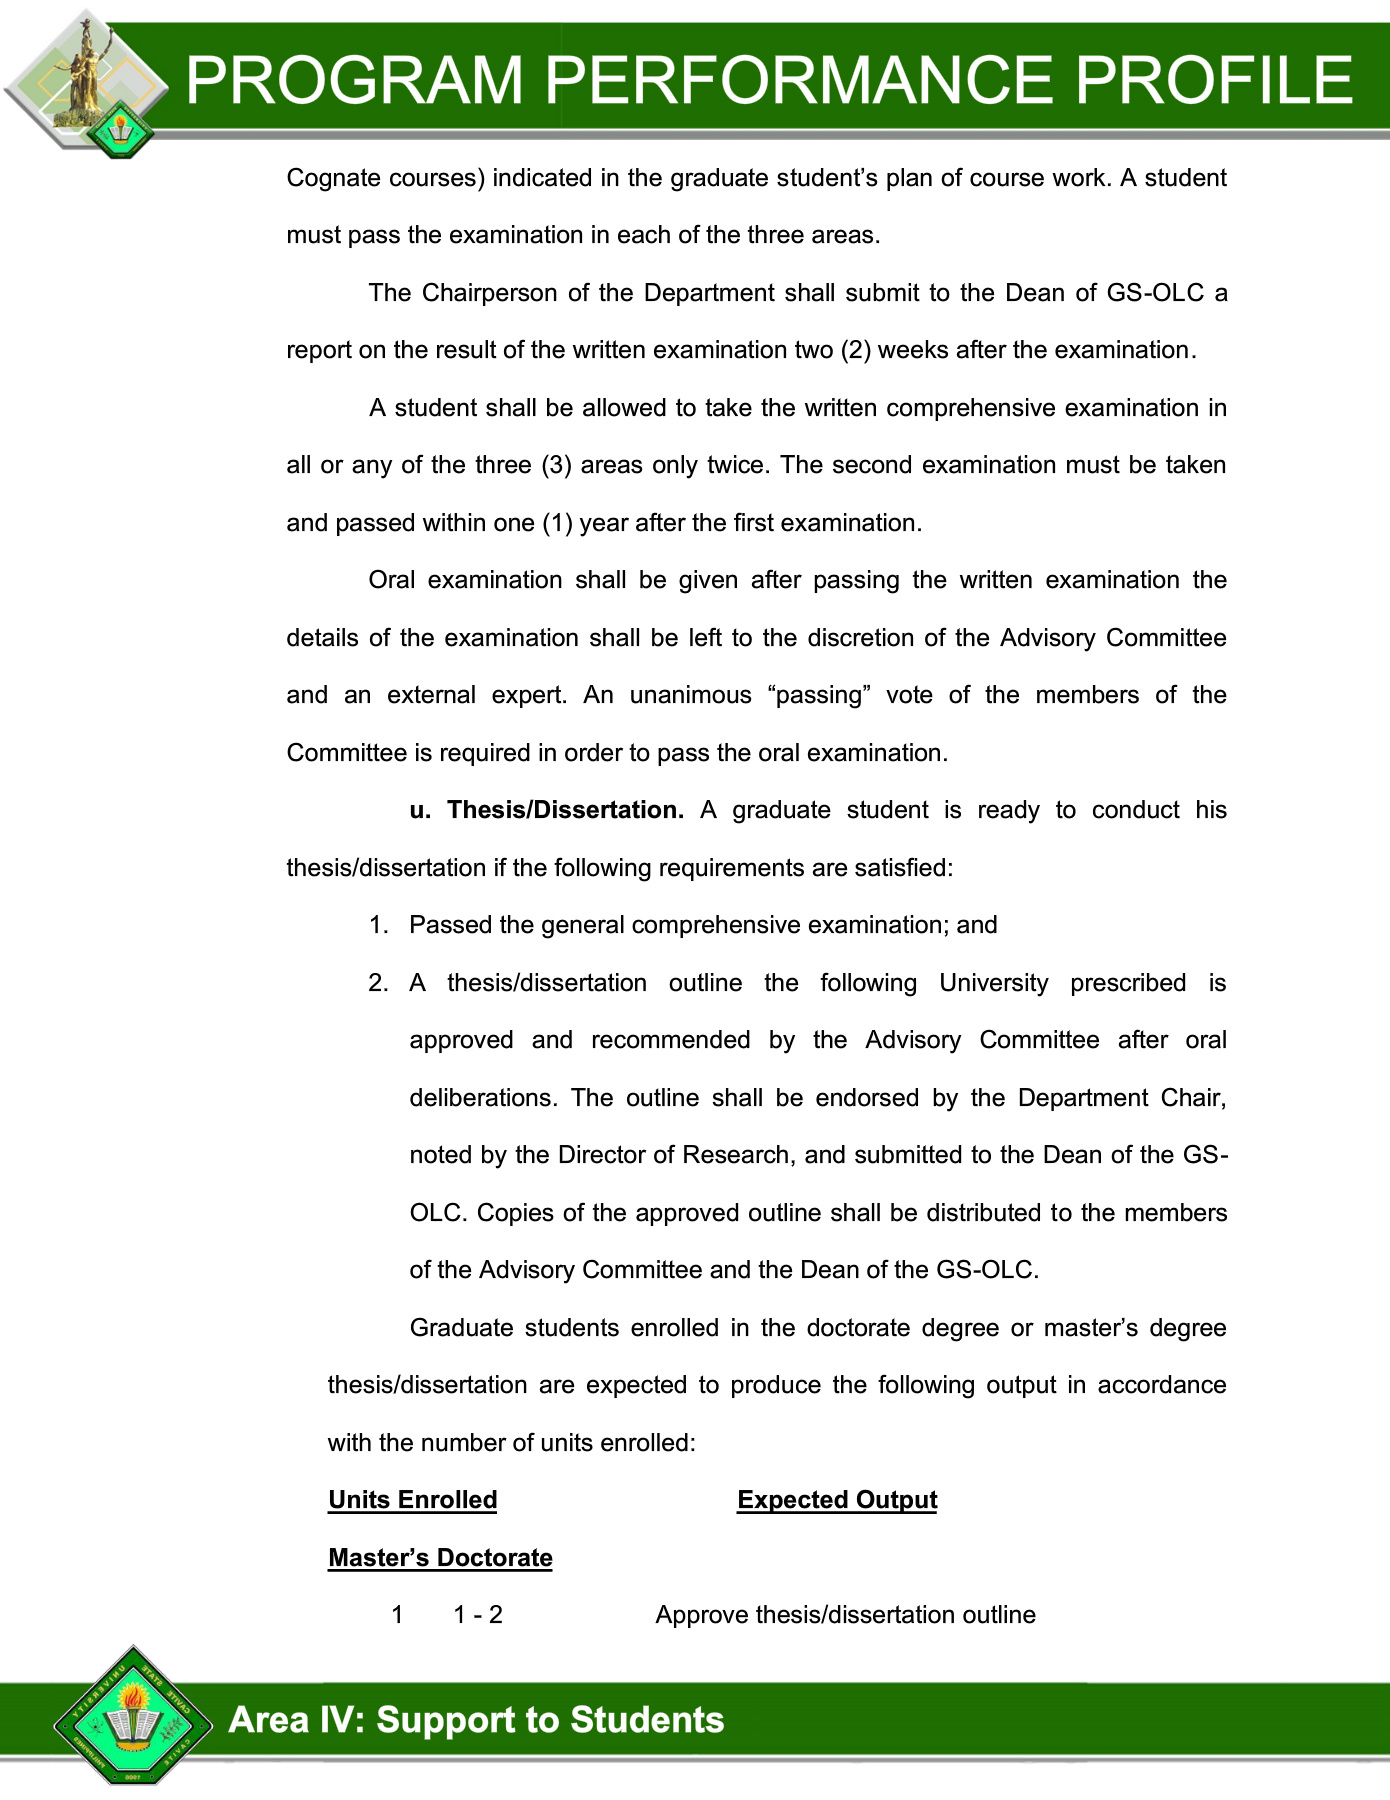 PROGRAM PERFORMANCE PROFILE
Cognate courses) indicated in the graduate student’s plan of course work. A student
must pass the examination in each of the three areas.
The Chairperson of the Department shall submit to the Dean of GS-OLC a
report on the result of the written examination two (2) weeks after the examination.
A student shall be allowed to take the written comprehensive examination in
all or any of the three (3) areas only twice. The second examination must be taken
and passed within one (1) year after the first examination.
Oral examination shall be given after passing the written examination the
details of the examination shall be left to the discretion of the Advisory Committee
and an external expert. An unanimous “passing” vote of the members of the
Committee is required in order to pass the oral examination.
u. Thesis/Dissertation. A graduate student is ready to conduct his
thesis/dissertation if the following requirements are satisfied:
1. Passed the general comprehensive examination; and
2. A thesis/dissertation outline the following University prescribed is
approved and recommended by the Advisory Committee after oral
deliberations. The outline shall be endorsed by the Department Chair,
noted by the Director of Research, and submitted to the Dean of the GS-
OLC. Copies of the approved outline shall be distributed to the members
of the Advisory Committee and the Dean of the GS-OLC.
Graduate students enrolled in the doctorate degree or master’s degree
thesis/dissertation are expected to produce the following output in accordance
with the number of units enrolled:
Units Enrolled Expected Output
Master’s Doctorate
1 1 - 2 Approve thesis/dissertation outline
CAVITE STATE UNIVERSITY
CAVITE PHILIPPINES
Area IV: Support to Students